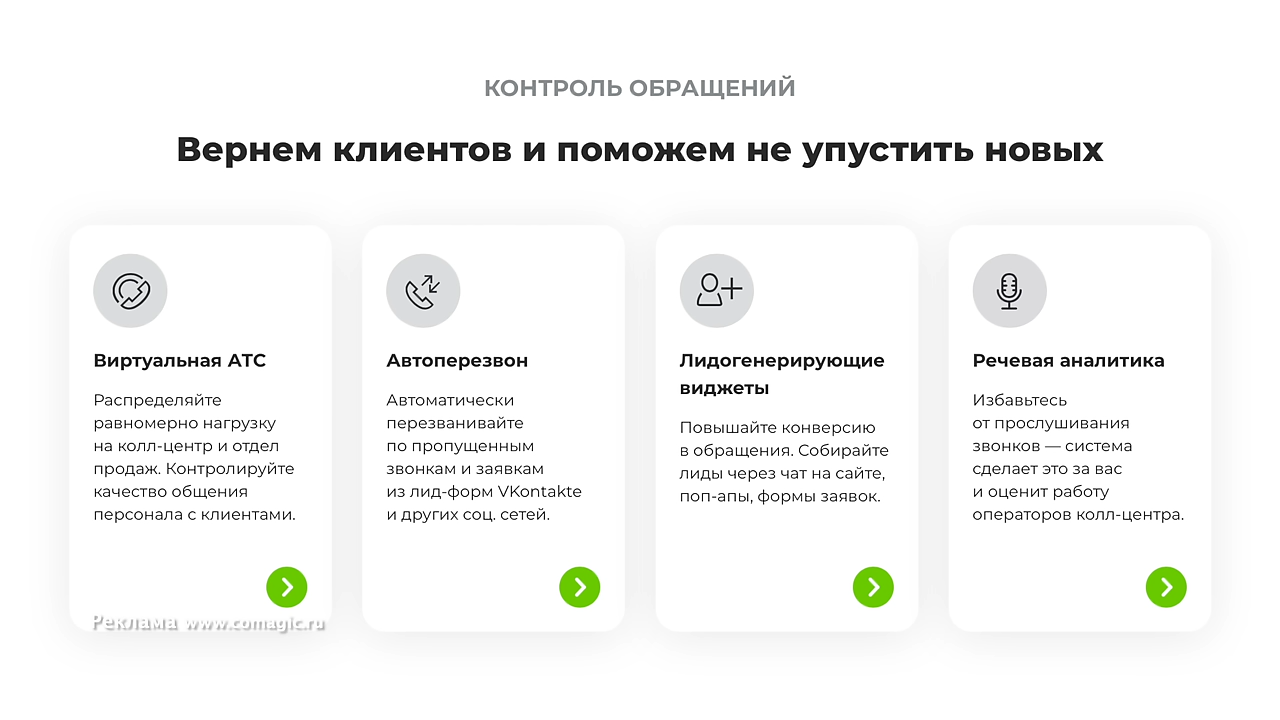 КОНТРОЛЬ ОБРАЩЕНИЙ
Вернем клиентов и поможем не упустить новых
Виртуальная АТС
Распределяйте
равномерно нагрузку
на колл-центр и отдел
продаж. Контролируйте
качество общения
персонала с клиентами.
Автоперезвон
Автоматически
перезванивайте
по пропущенным
звонкам и заявкам
из лид-форм VKontakte
и других соц. сетей.
Лидогенерирующие
виджеты
Повышайте конверсию
в обращения. Собирайте
лиды через чат на сайте,
поп-апы, формы заявок.
Речевая аналитика
Избавьтесь
от прослушивания
звонков — система
сделает это за вас
и оценит работу
операторов колл-центра.
Реклама www.comagic.ru